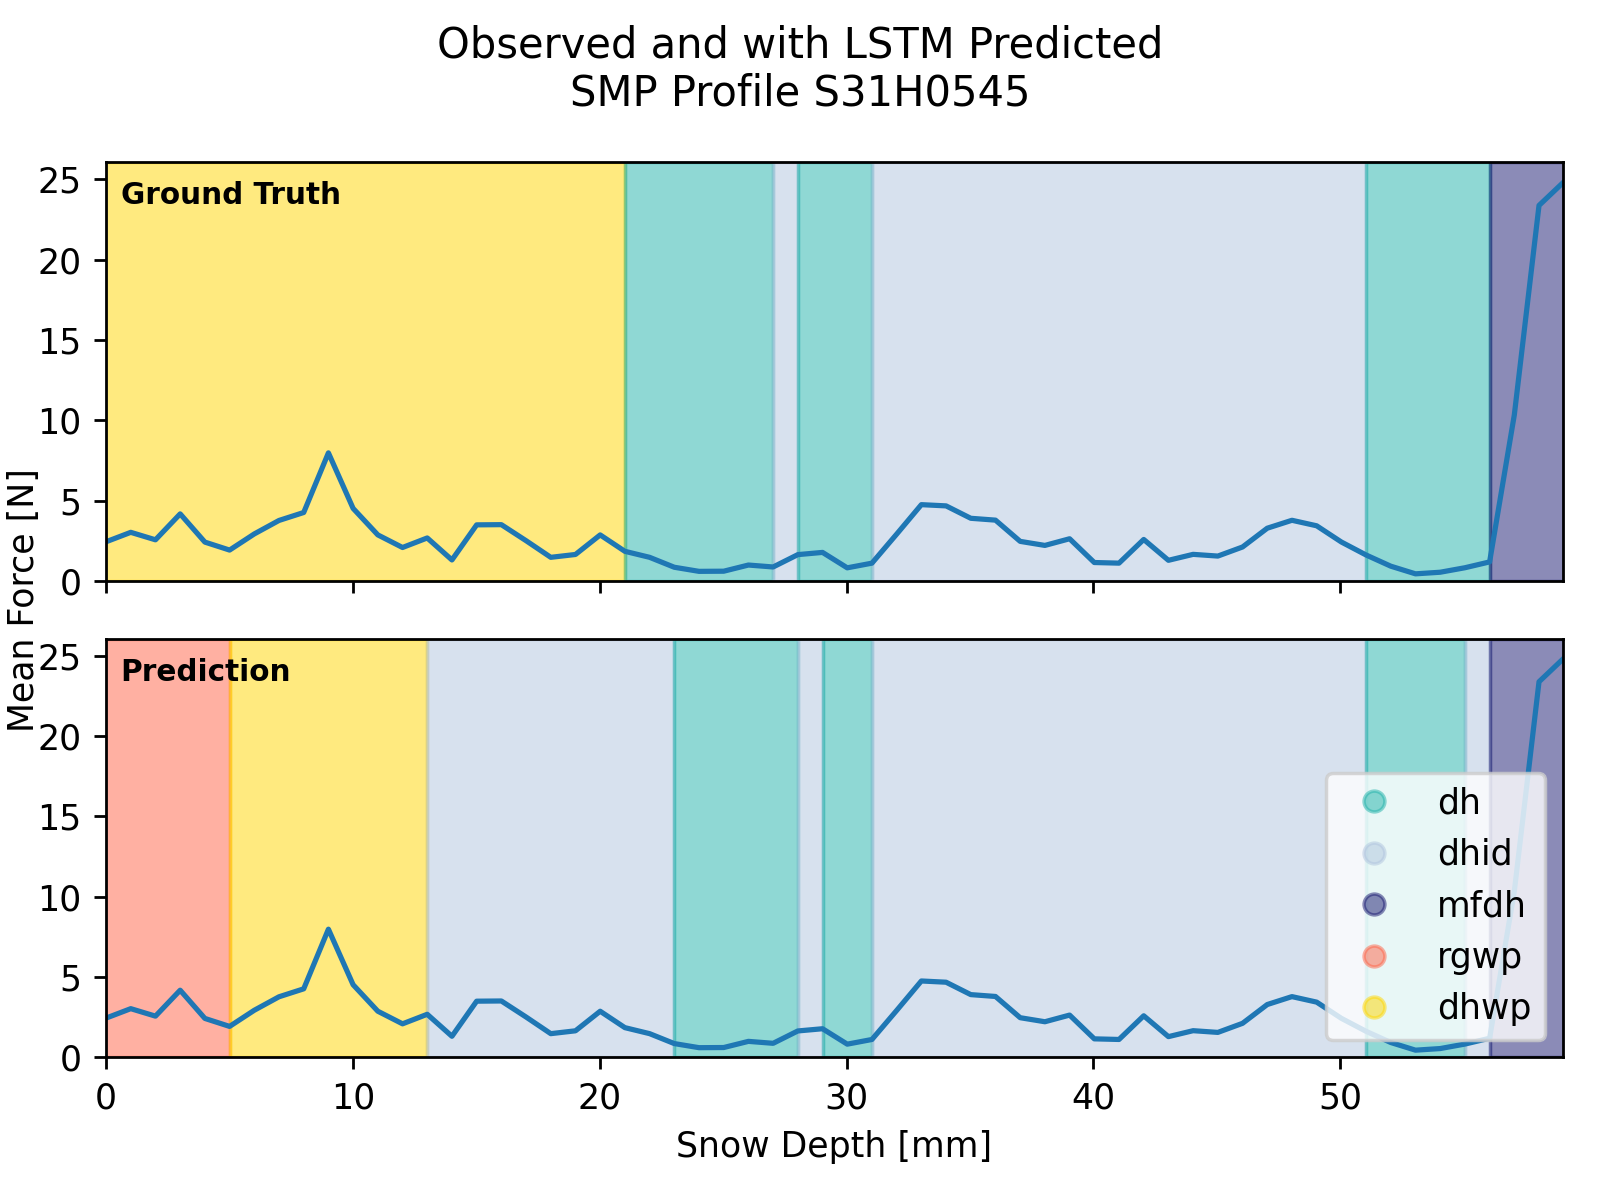 Observed and with LSTM Predicted
SMP Profile S31H0545
Mean Force [N]
25
20
15
10
5
0
Ground Truth
25
20
15
10
5
0
Prediction
dh
dhid
mfdh
rgwp
dhwp
0 10 20 30 40 50
Snow Depth [mm]